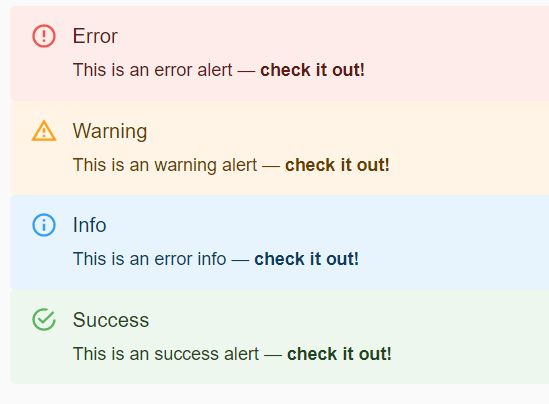 Error
This is an error alert — check it out!
Warning
This is an warning alert — check it out!
Info
This is an error info — check it out!
Success
This is an success alert — check it out!